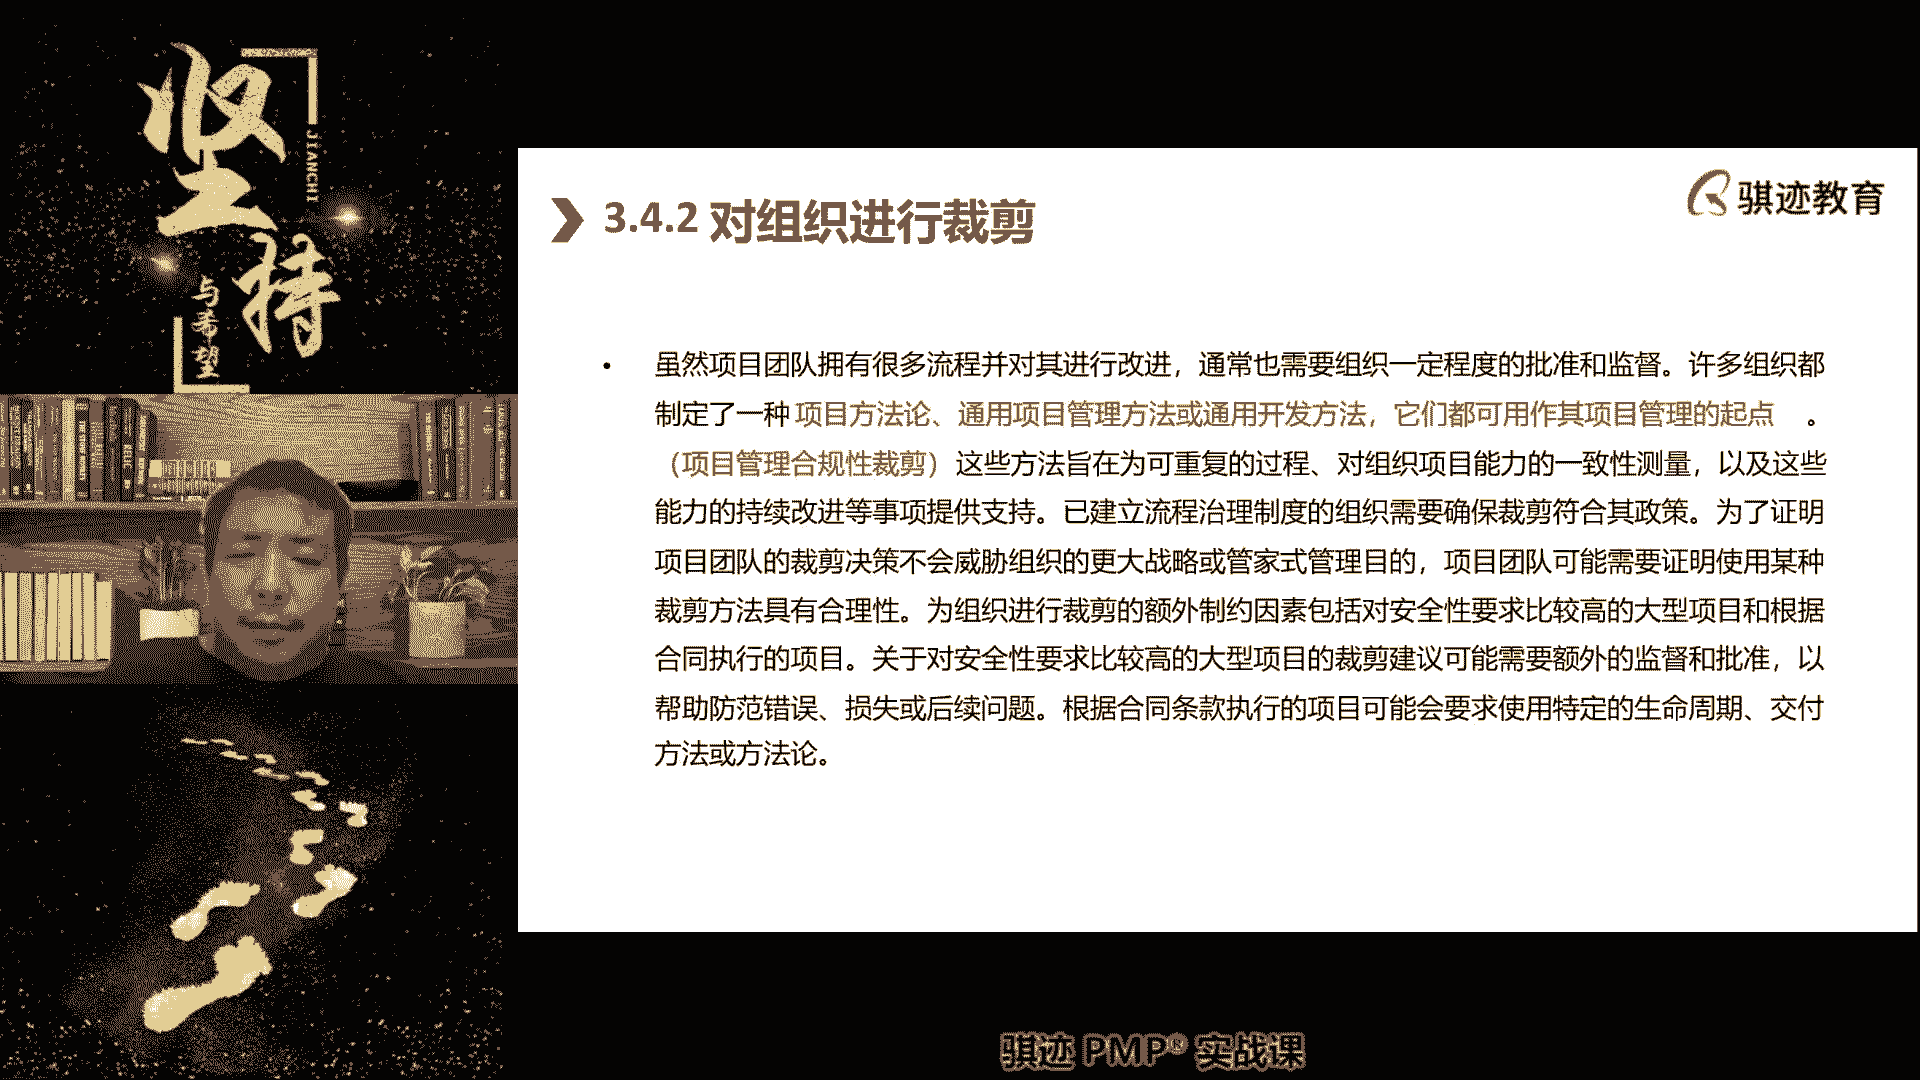 坚持
JIANCHI
与希望
骐迹教育
3.4.2 对组织进行裁剪
• 虽然项目团队拥有很多流程并对其进行改进，通常也需要组织一定程度的批准和监督。许多组织都
制定了一种 项目方法论、通用项目管理方法或通用开发方法，它们都可用作其项目管理的起点 。
（项目管理合规性裁剪）这些方法旨在为可重复的过程、对组织项目能力的一致性测量，以及这些
能力的持续改进等事项提供支持。已建立流程治理制度的组织需要确保裁剪符合其政策。为了证明
项目团队的裁剪决策不会威胁组织的更大战略或管家式管理目的，项目团队可能需要证明使用某种
裁剪方法具有合理性。为组织进行裁剪的额外制约因素包括对安全性要求比较高的大型项目和根据
合同执行的项目。关于对安全性要求比较高的大型项目的裁剪建议可能需要额外的监督和批准，以
帮助防范错误、损失或后续问题。根据合同条款执行的项目可能会要求使用特定的生命周期、交付
方法或方法论。
骐迹 PMP® 实战课